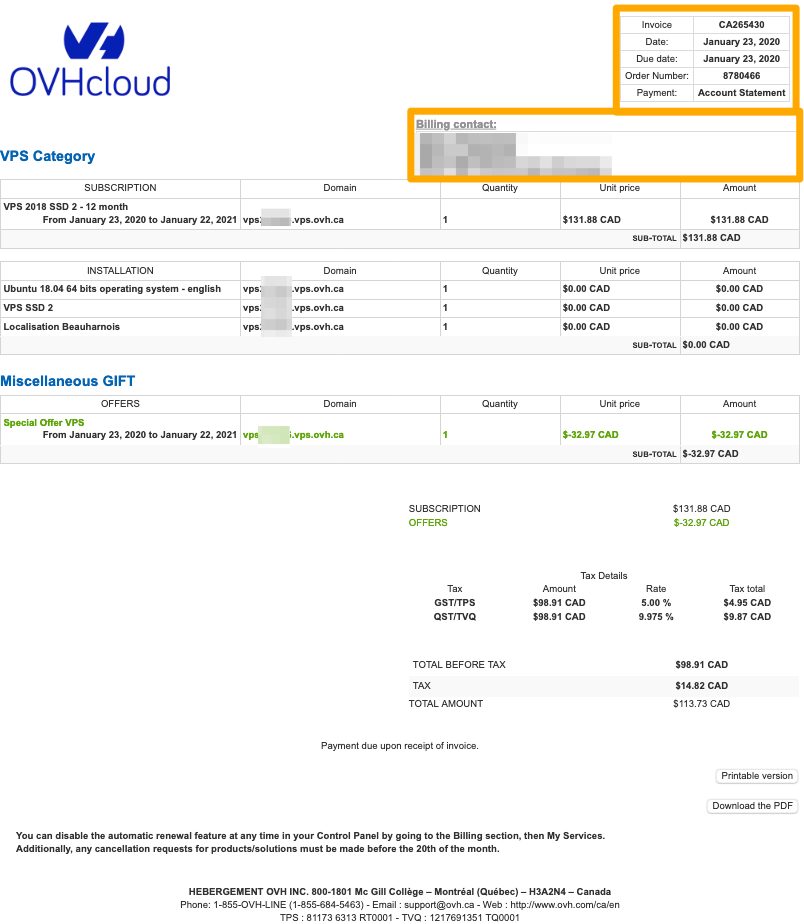 OVHcloud
Invoice CA265430
Date: January 23, 2020
Due date: January 23, 2020
Order Number: 8780466
Payment: Account Statement
Billing contact:
VPS Category
SUBSCRIPTION Domain Quantity Unit price Amount
VPS 2018 SSD 2 - 12 month
From January 23, 2020 to January 22, 2021 vps .vps.ovh.ca 1 $131.88 CAD $131.88 CAD
SUB-TOTAL $131.88 CAD
INSTALLATION Domain Quantity Unit price Amount
Ubuntu 18.04 64 bits operating system - english vps .vps.ovh.ca 1 $0.00 CAD $0.00 CAD
VPS SSD 2 vps .vps.ovh.ca 1 $0.00 CAD $0.00 CAD
Localisation Beauharnois vps .vps.ovh.ca 1 $0.00 CAD $0.00 CAD
SUB-TOTAL $0.00 CAD
Miscellaneous GIFT
OFFERS Domain Quantity Unit price Amount
Special Offer VPS
From January 23, 2020 to January 22, 2021 vps .vps.ovh.ca 1 $-32.97 CAD $-32.97 CAD
SUB-TOTAL $-32.97 CAD
SUBSCRIPTION $131.88 CAD
OFFERS $-32.97 CAD
Tax Details
Tax Amount Rate Tax total
GST/TPS $98.91 CAD 5.00 % $4.95 CAD
QST/TVQ $98.91 CAD 9.975 % $9.87 CAD
TOTAL BEFORE TAX $98.91 CAD
TAX $14.82 CAD
TOTAL AMOUNT $113.73 CAD
Payment due upon receipt of invoice.
Printable version
Download the PDF
You can disable the automatic renewal feature at any time in your Control Panel by going to the Billing section, then My Services.
Additionally, any cancellation requests for products/solutions must be made before the 20th of the month.
HEBERGEMENT OVH INC. 800-1801 Mc Gill Collège – Montréal (Québec) – H3A2N4 – Canada
Phone: 1-855-OVH-LINE (1-855-684-5463) - Email : support@ovh.ca - Web : http://www.ovh.com/ca/en
TPS : 81173 6313 RT0001 - TVQ : 1217691351 TQ0001